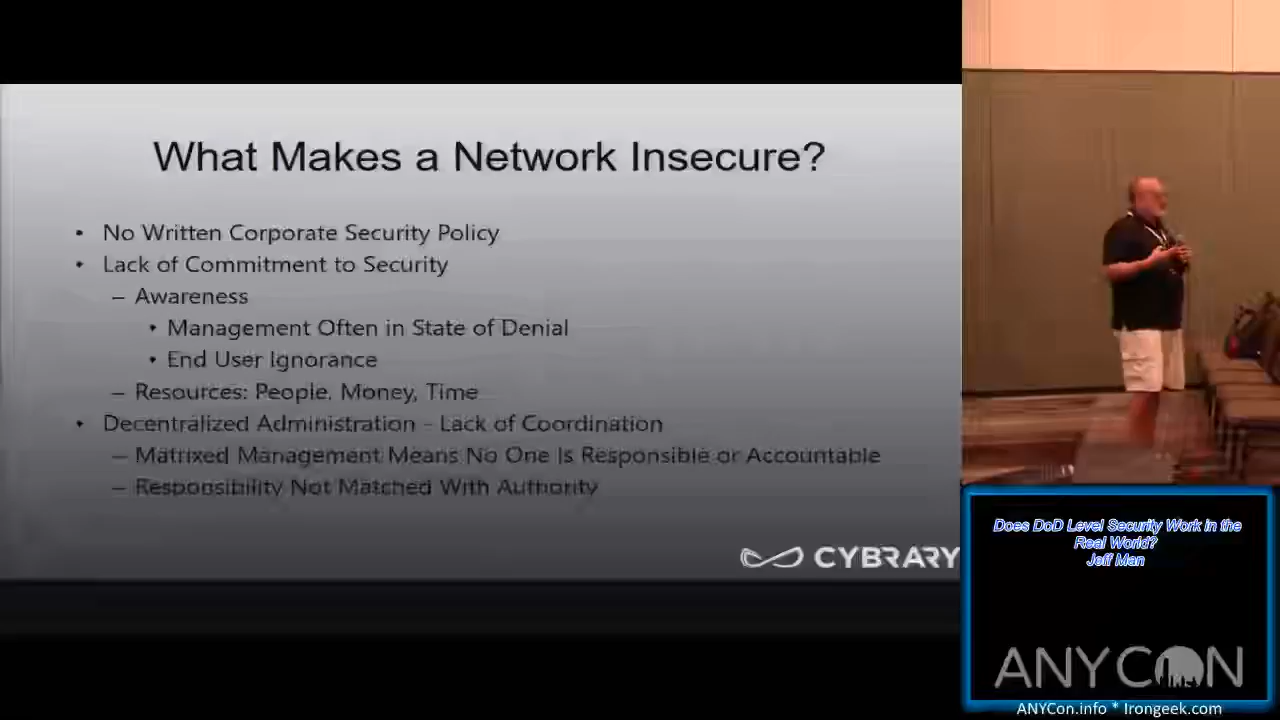 What Makes a Network Insecure?
• No Written Corporate Security Policy
• Lack of Commitment to Security
– Awareness
• Management Often in State of Denial
• End User Ignorance
– Resources: People, Money, Time
• Decentralized Administration - Lack of Coordination
– Matrixed Management Means No One Is Responsible or Accountable
– Responsibility Not Matched With Authority
CYBRARY
Does DoD Level Security Work in the
Real World?
Jeff Man
ANYCON
ANYCon.info * Irongeek.com